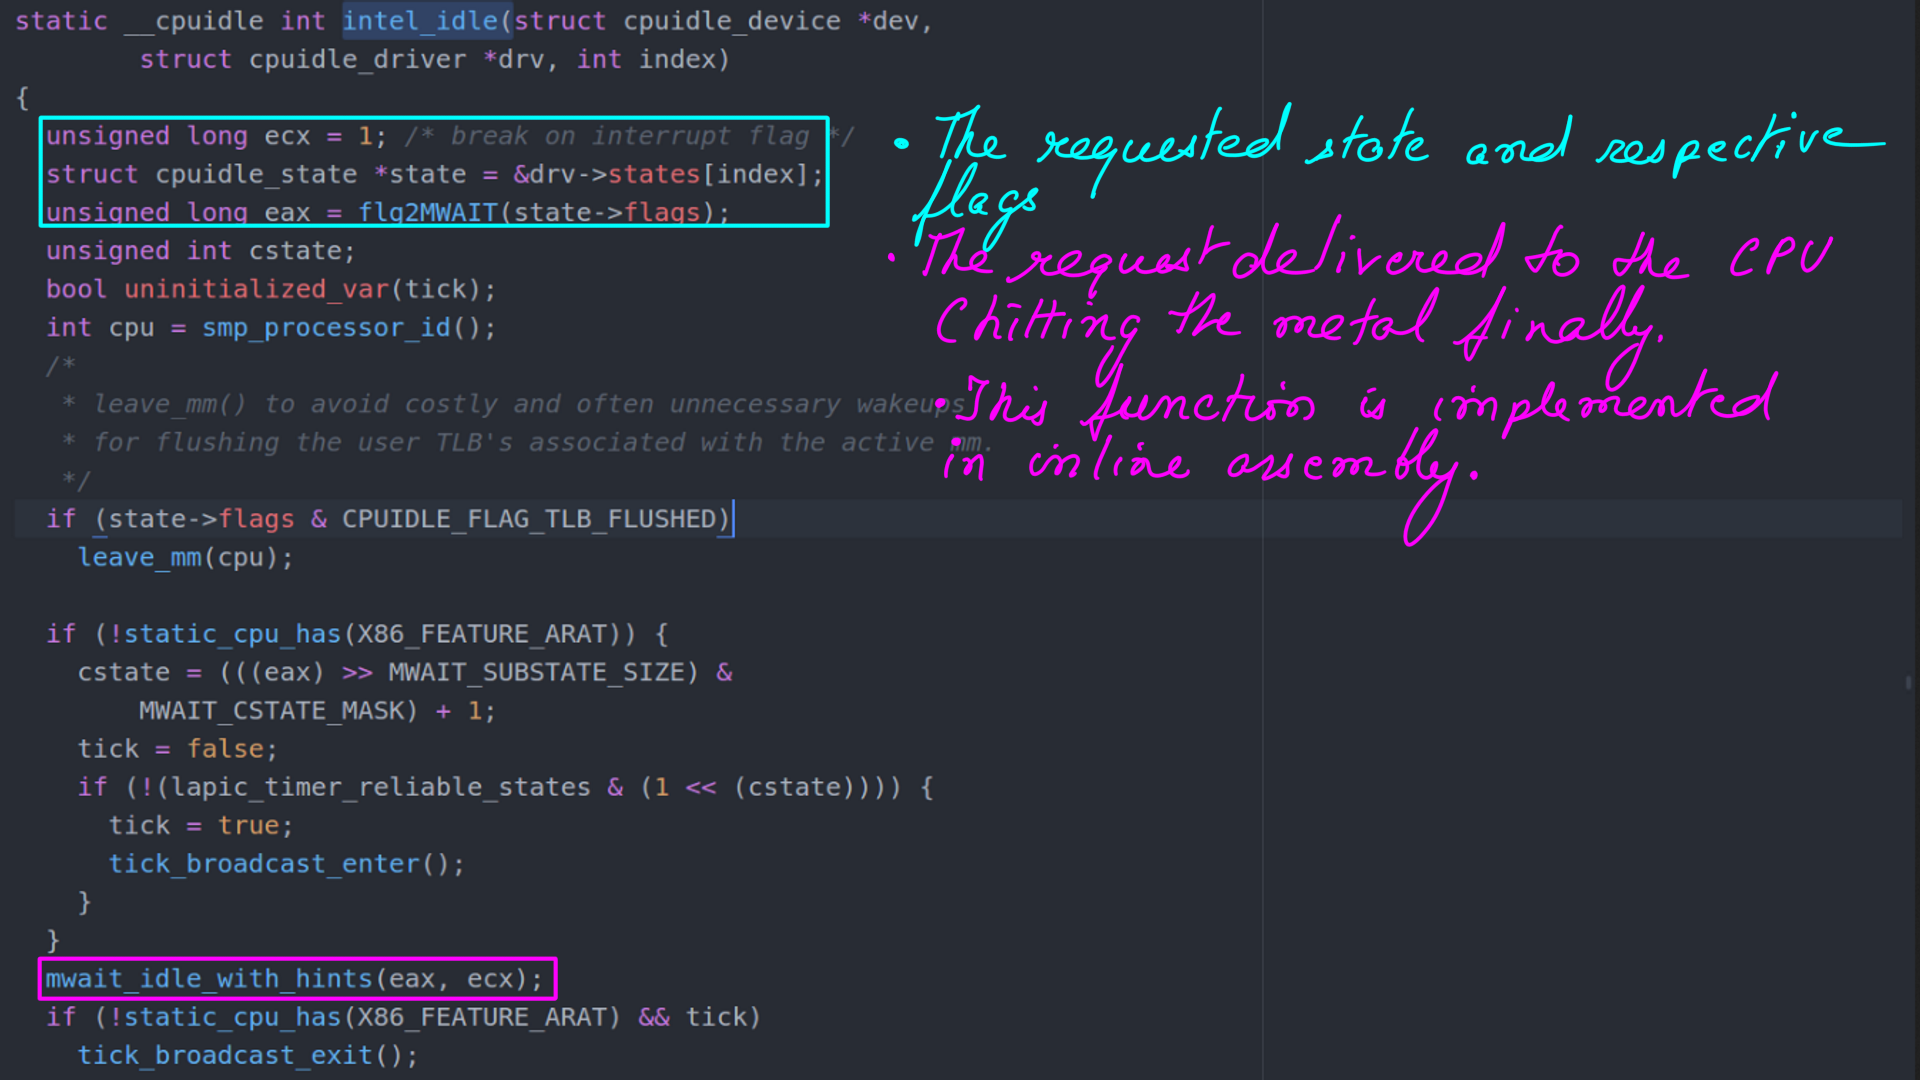 static __cpuidle int intel_idle(struct cpuidle_device *dev,
struct cpuidle_driver *drv, int index)
{
unsigned long ecx = 1; /* break on interrupt flag */
struct cpuidle_state *state = &drv->states[index];
unsigned long eax = flg2MWAIT(state->flags);
unsigned int cstate;
bool uninitialized_var(tick);
int cpu = smp_processor_id();
/*
* leave_mm() to avoid costly and often unnecessary wakeups
* for flushing the user TLB's associated with the active mm.
*/
if (state->flags & CPUIDLE_FLAG_TLB_FLUSHED)
leave_mm(cpu);
if (!static_cpu_has(X86_FEATURE_ARAT)) {
cstate = (((eax) >> MWAIT_SUBSTATE_SIZE) &
MWAIT_CSTATE_MASK) + 1;
tick = false;
if (!(lapic_timer_reliable_states & (1 << (cstate)))) {
tick = true;
tick_broadcast_enter();
}
}
mwait_idle_with_hints(eax, ecx);
if (!static_cpu_has(X86_FEATURE_ARAT) && tick)
tick_broadcast_exit();
• The requested state and respective
flags
• The request delivered to the CPU
Chitting the metal finally.
• This function is implemented
in inline assembly.